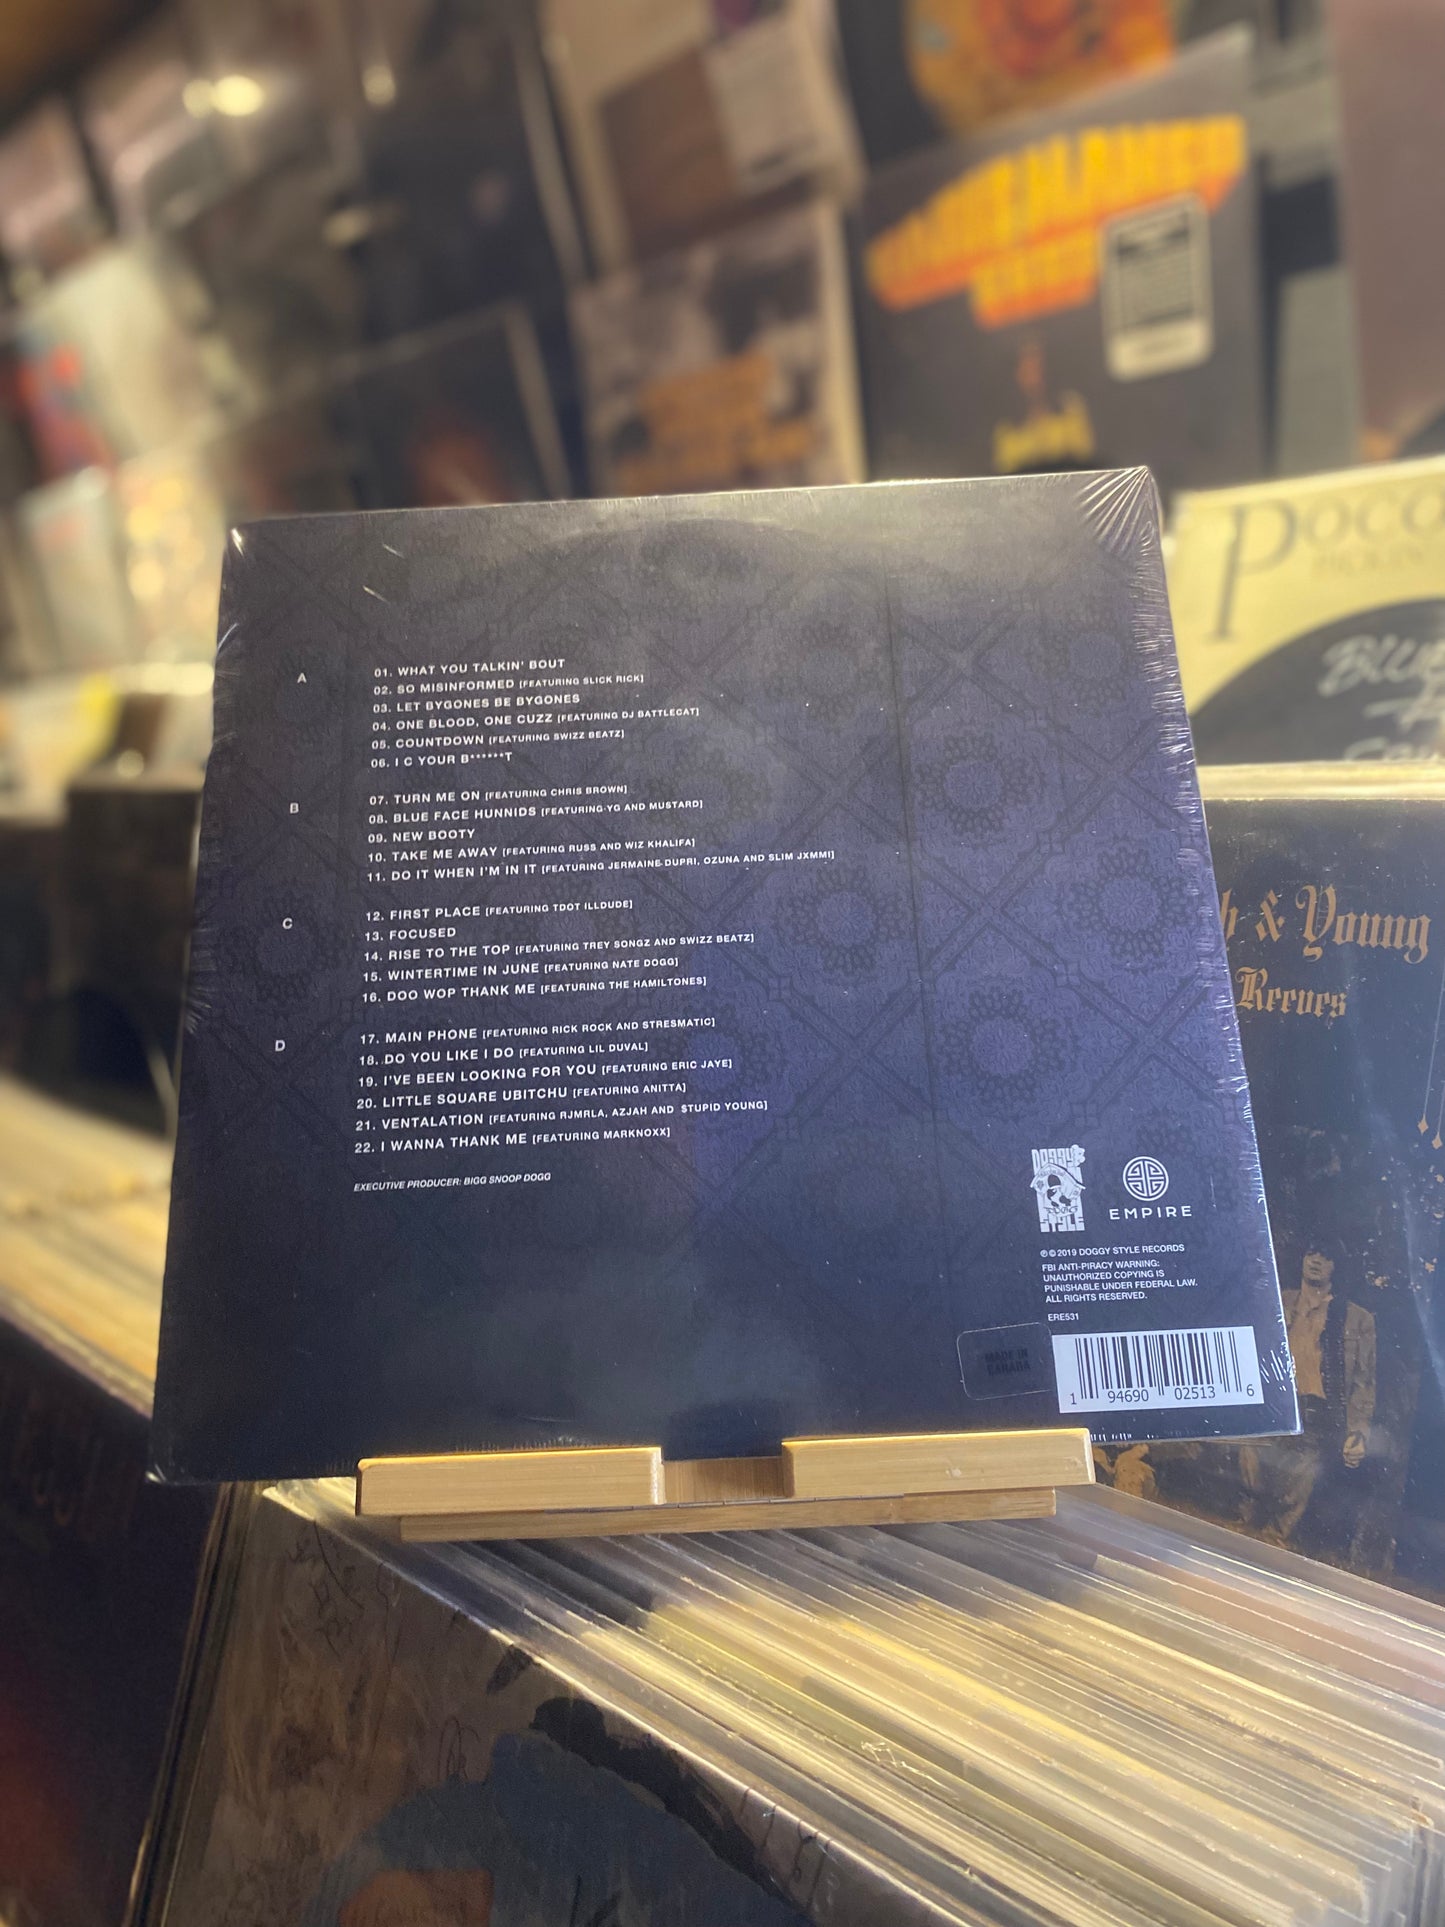 POCO
A
01. WHAT YOU TALKIN' BOUT
02. SO MISINFORMED [FEATURING SLICK RICK]
03. LET BYGONES BE BYGONES
04. ONE BLOOD, ONE CUZZ [FEATURING DJ BATTLECAT]
05. COUNTDOWN [FEATURING SWIZZ BEATZ]
06. I C YOUR B******T
B
07. TURN ME ON [FEATURING CHRIS BROWN]
08. BLUE FACE HUNNIDS [FEATURING YG AND MUSTARD]
09. NEW BOOTY
10. TAKE ME AWAY [FEATURING RUSS AND WIZ KHALIFA]
11. DO IT WHEN I'M IN IT [FEATURING JERMAINE DUPRI, OZUNA AND SLIM JXMMI]
C
12. FIRST PLACE [FEATURING TDOT ILLDUDE]
13. FOCUSED
14. RISE TO THE TOP [FEATURING TREY SONGZ AND SWIZZ BEATZ]
15. WINTERTIME IN JUNE [FEATURING NATE DOGG]
16. DOO WOP THANK ME [FEATURING THE HAMILTONES]
D
17. MAIN PHONE [FEATURING RICK ROCK AND STRESMATIC]
18. DO YOU LIKE I DO [FEATURING LIL DUVAL]
19. I'VE BEEN LOOKING FOR YOU [FEATURING ERIC JAYE]
20. LITTLE SQUARE UBITCHU [FEATURING ANITTA]
21. VENTALATION [FEATURING RJMRLA, AZJAH AND $TUPID YOUNG]
22. I WANNA THANK ME [FEATURING MARKNOXX]
EXECUTIVE PRODUCER: BIGG SNOOP DOGG
h & Young
Reeves
DOGGY
STYLE
EMPIRE
℗ © 2019 DOGGY STYLE RECORDS
FBI ANTI-PIRACY WARNING:
UNAUTHORIZED COPYING IS
PUNISHABLE UNDER FEDERAL LAW.
ALL RIGHTS RESERVED.
ERE531
MADE IN
CANADA
1 94690 02513 6